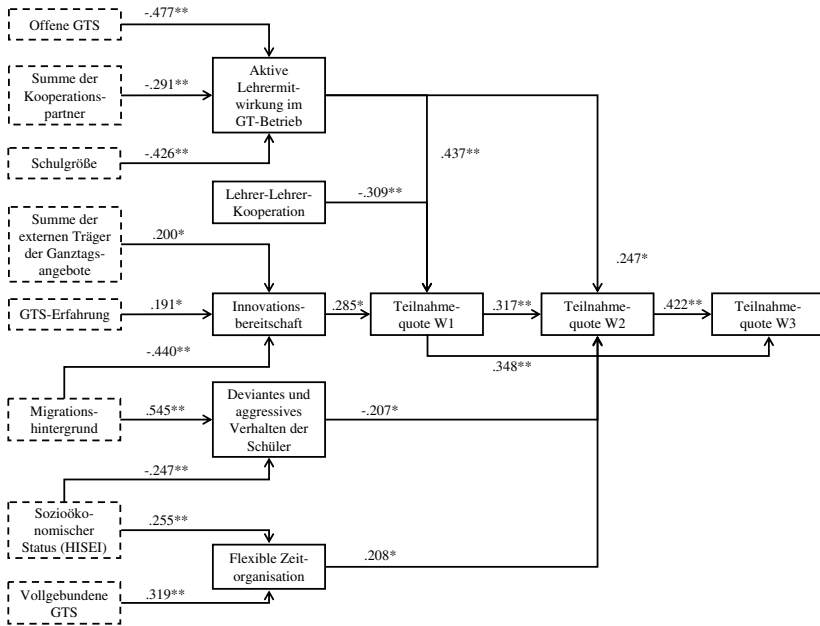 Offene GTS
-.477**
Summe der
Kooperations-
partner
-.291**
Aktive
Lehrermit-
wirkung im
GT-Betrieb
Schulgröße
-.426**
.437**
Lehrer-Lehrer-
Kooperation
-.309**
Summe der
externen Träger
der Ganztags-
angebote
.200*
.247*
GTS-Erfahrung
.191*
Innovations-
bereitschaft
.285*
Teilnahme-
quote W1
.317**
Teilnahme-
quote W2
.422**
Teilnahme-
quote W3
-.440**
.348**
Migrations-
hintergrund
.545**
Deviantes und
aggressives
Verhalten der
Schüler
-.207*
-.247**
Sozioöko-
nomischer
Status (HISEI)
.255**
Flexible Zeit-
organisation
.208*
Vollgebundene
GTS
.319**